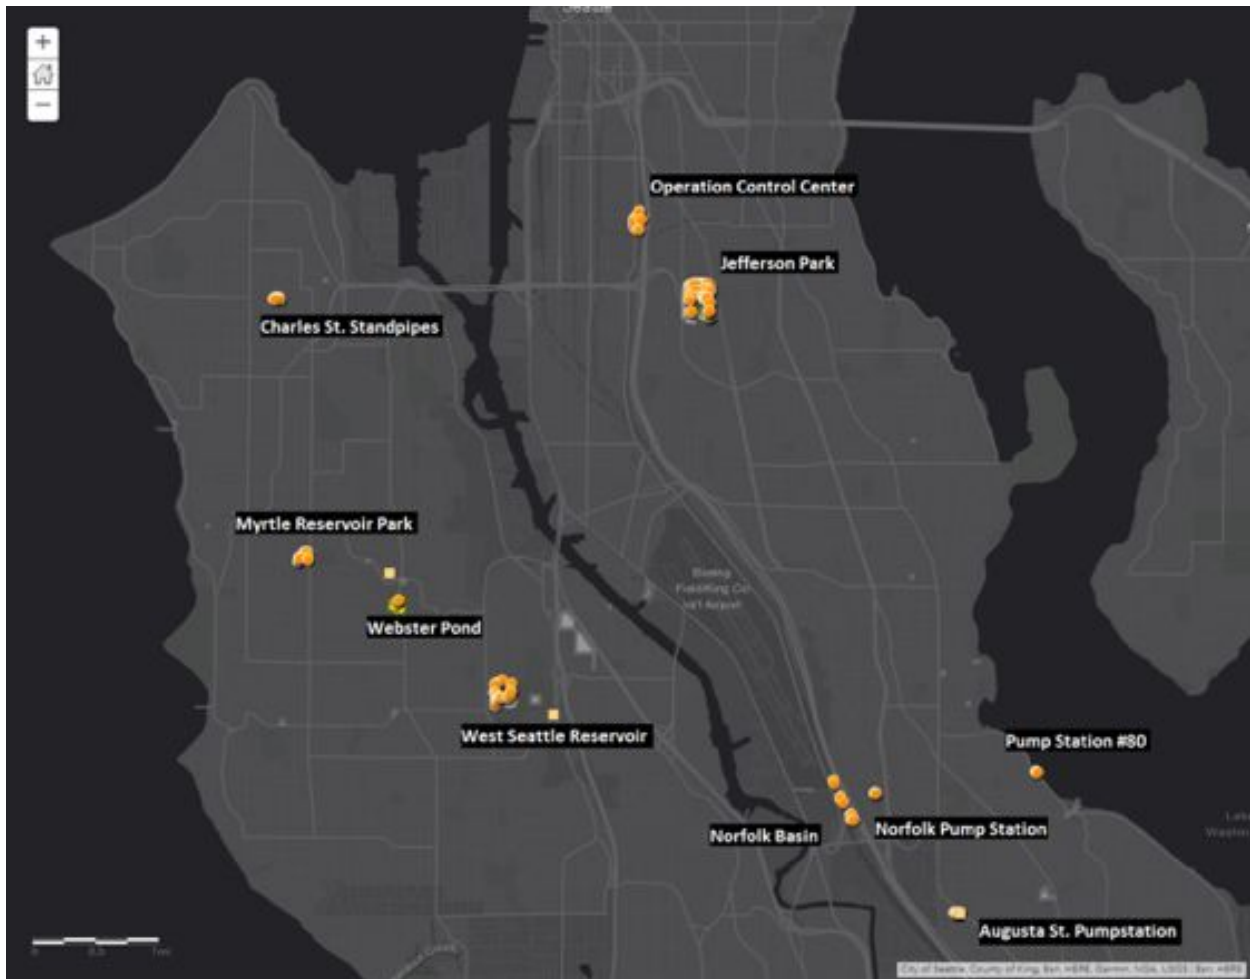 +
−
Operation Control Center
Jefferson Park
Charles St. Standpipes
Myrtle Reservoir Park
Webster Pond
West Seattle Reservoir
Pump Station #80
Norfolk Basin
Norfolk Pump Station
Augusta St. Pumpstation
0